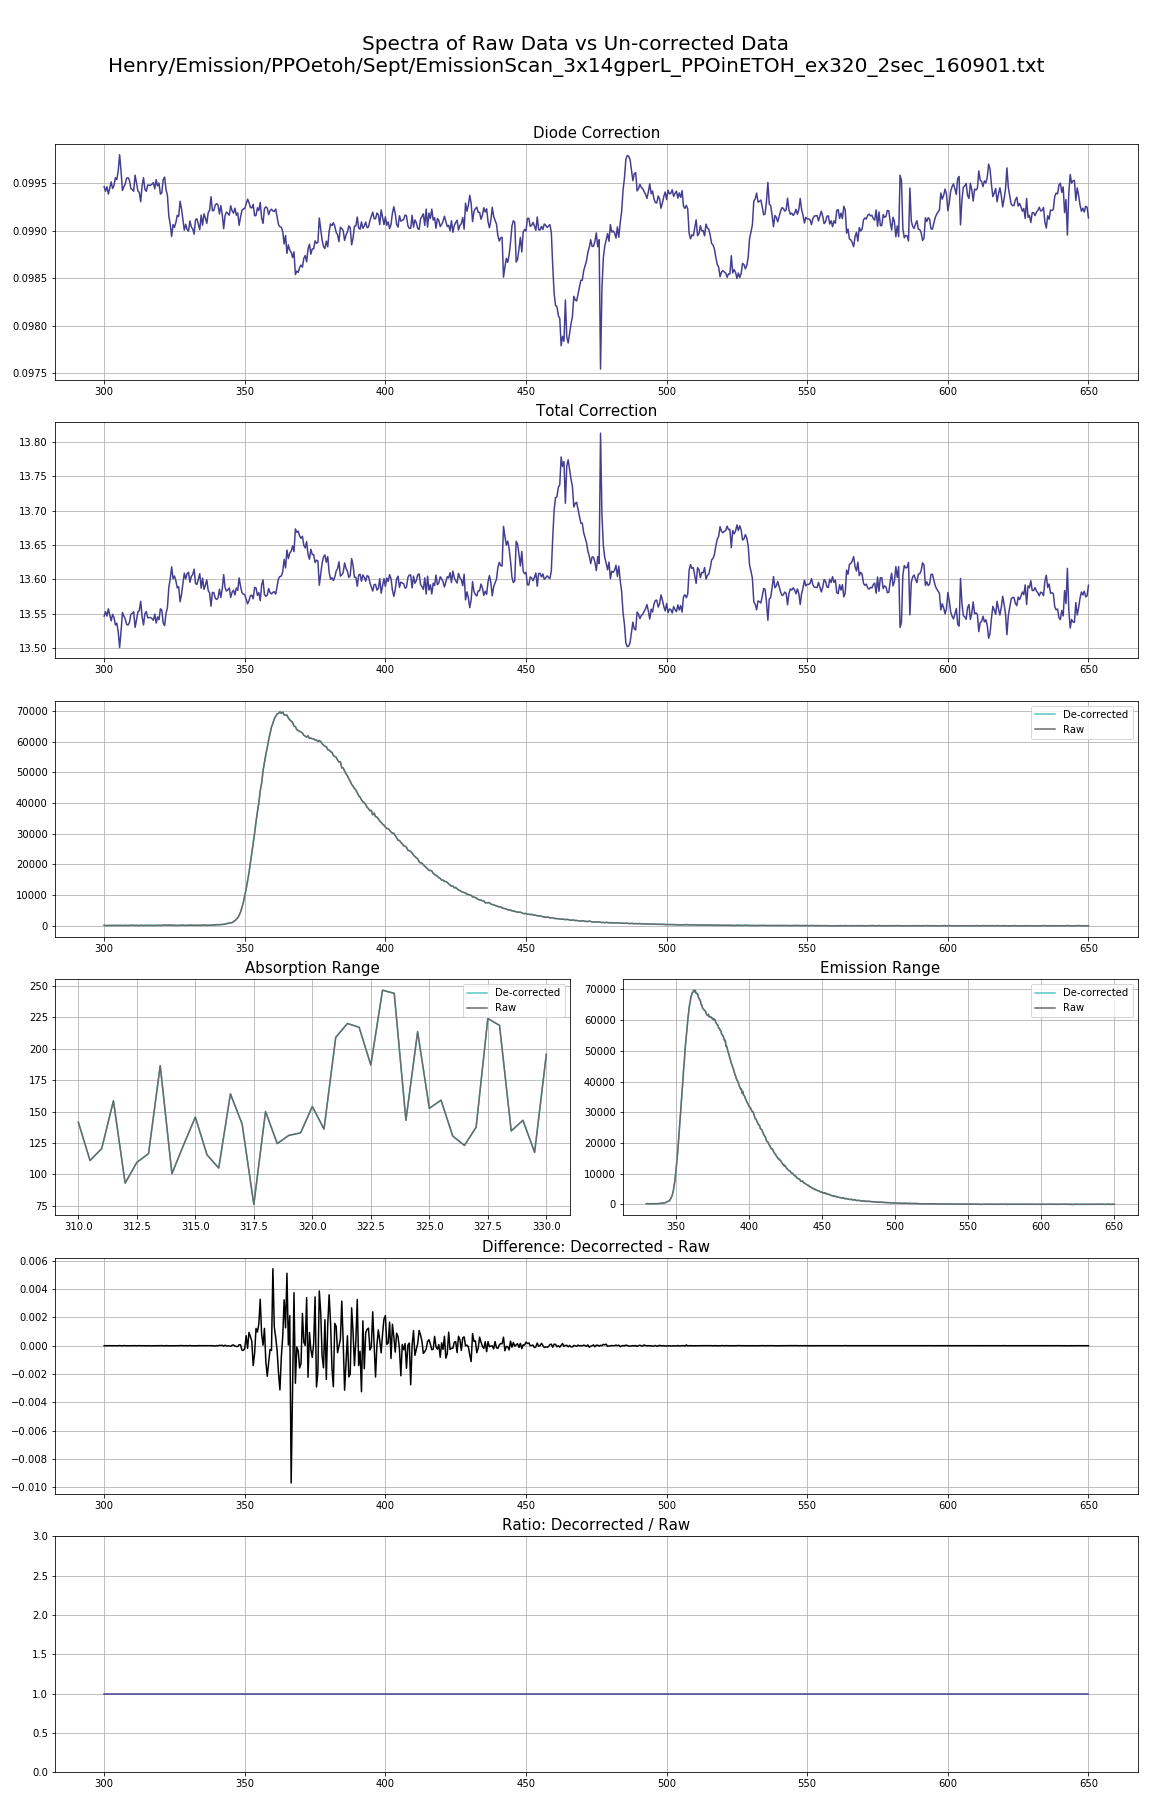 Spectra of Raw Data vs Un-corrected Data
Henry/Emission/PPOetoh/Sept/EmissionScan_3x14gperL_PPOinETOH_ex320_2sec_160901.txt
Diode Correction
0.0995
0.0990
0.0985
0.0980
0.0975
300 350 400 450 500 550 600 650
Total Correction
13.80
13.75
13.70
13.65
13.60
13.55
13.50
300 350 400 450 500 550 600 650
De-corrected
Raw
70000
60000
50000
40000
30000
20000
10000
0
300 350 400 450 500 550 600 650
Absorption Range
De-corrected
Raw
250
225
200
175
150
125
100
75
310.0 312.5 315.0 317.5 320.0 322.5 325.0 327.5 330.0
Emission Range
De-corrected
Raw
70000
60000
50000
40000
30000
20000
10000
0
350 400 450 500 550 600 650
Difference: Decorrected - Raw
0.006
0.004
0.002
0.000
−0.002
−0.004
−0.006
−0.008
−0.010
300 350 400 450 500 550 600 650
Ratio: Decorrected / Raw
3.0
2.5
2.0
1.5
1.0
0.5
0.0
300 350 400 450 500 550 600 650